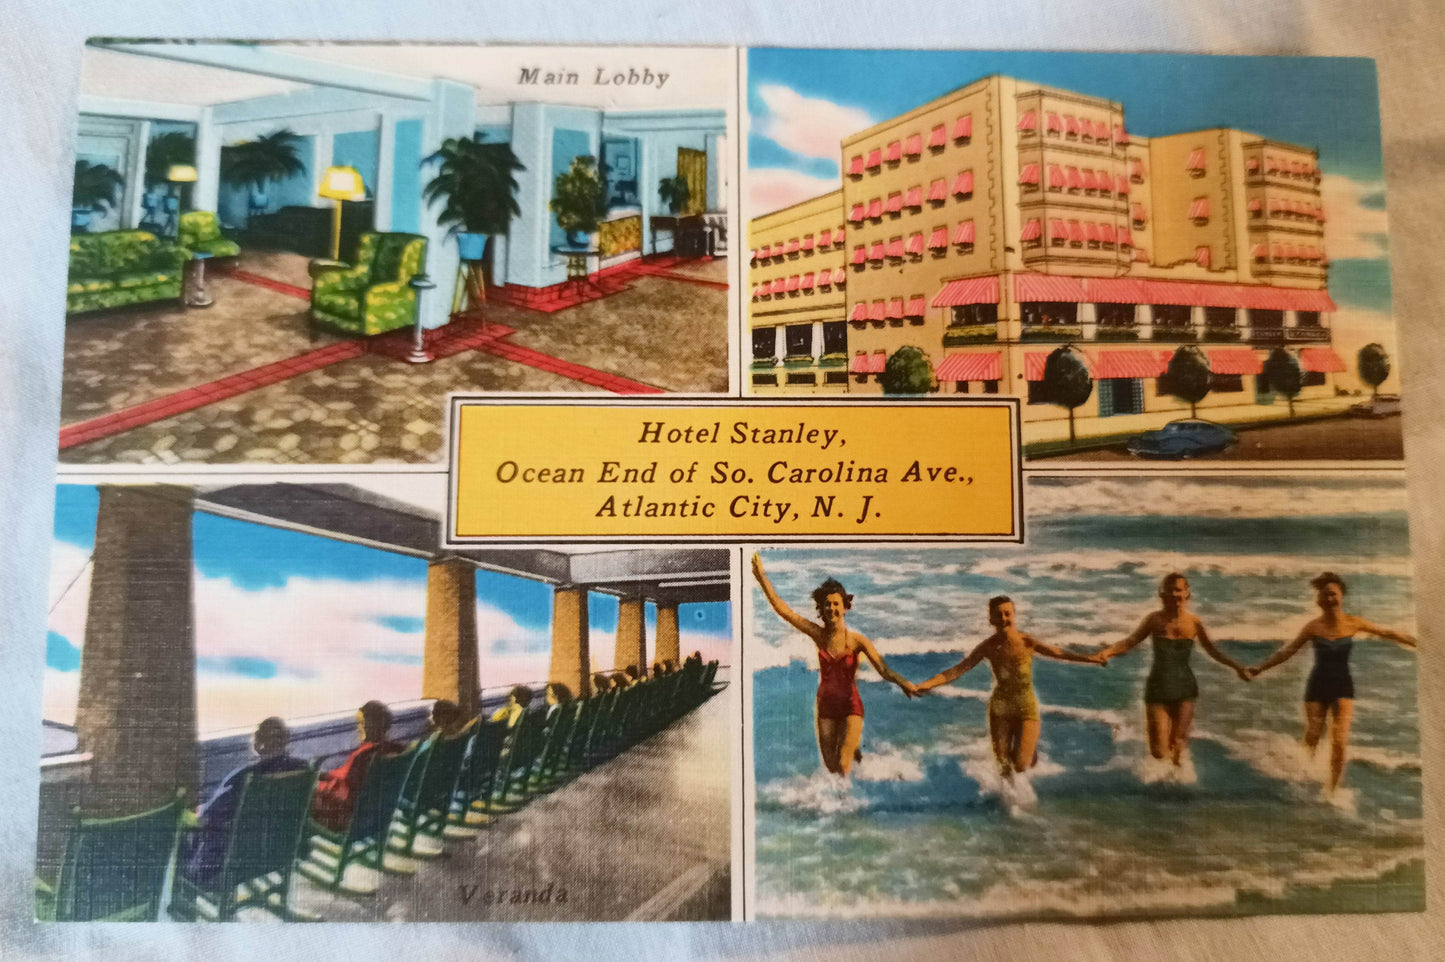 Main Lobby
Hotel Stanley,
Ocean End of So. Carolina Ave.,
Atlantic City, N. J.
Veranda